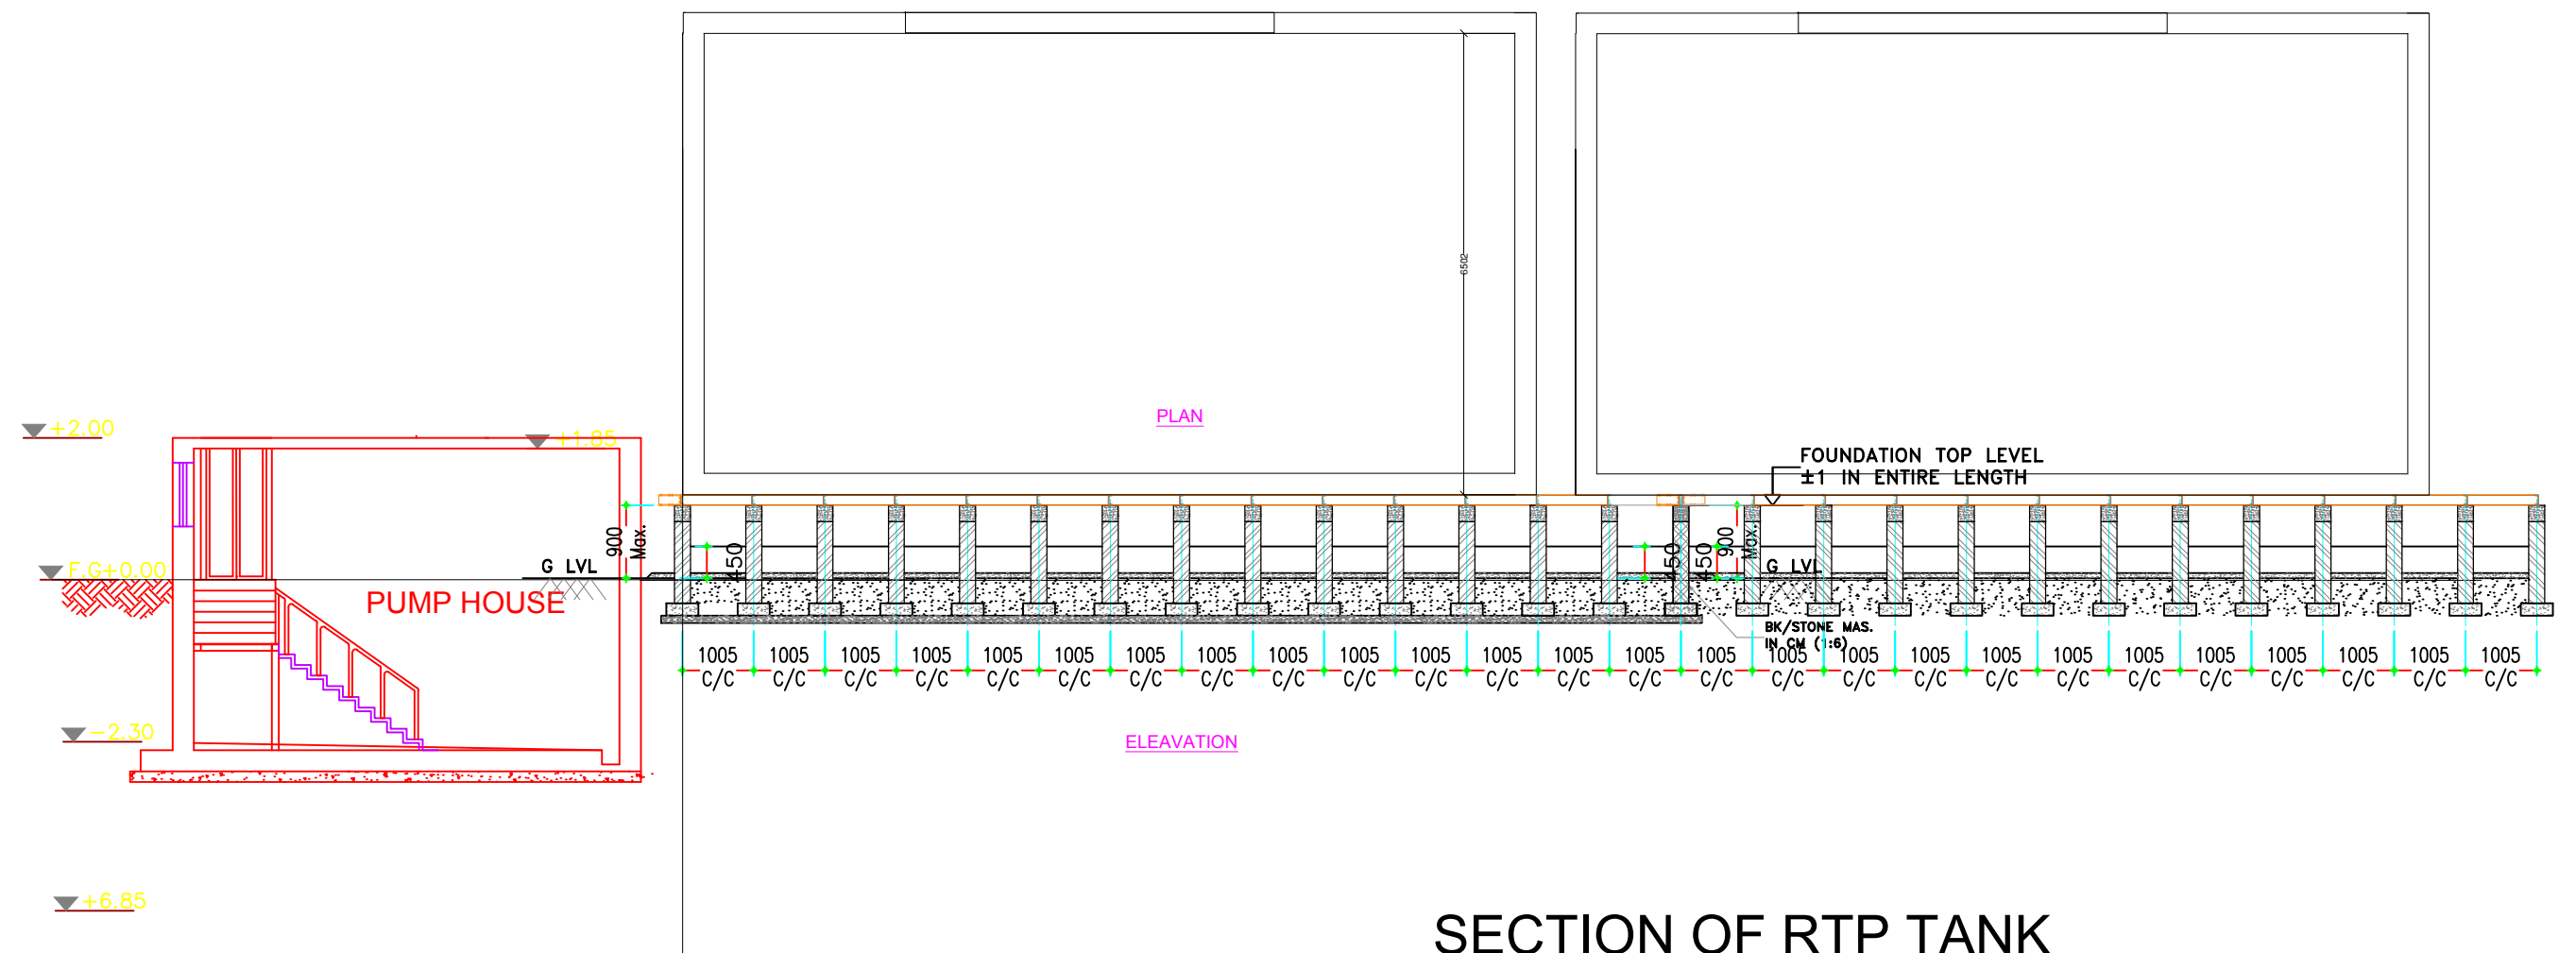 6502
PLAN
+2.00
+1.85
FOUNDATION TOP LEVEL
±1 IN ENTIRE LENGTH
900
Max.
450
450
450
900
Max.
F.G+0.00
G LVL
G LVL
PUMP HOUSE
BK/STONE MAS.
IN CM (1:6)
1005 1005 1005 1005 1005 1005 1005 1005 1005 1005 1005 1005 1005 1005 1005 1005 1005 1005 1005 1005 1005 1005 1005 1005 1005 1005
C/C C/C C/C C/C C/C C/C C/C C/C C/C C/C C/C C/C C/C C/C C/C C/C C/C C/C C/C C/C C/C C/C C/C C/C C/C C/C
-2.30
ELEAVATION
+6.85
SECTION OF RTP TANK